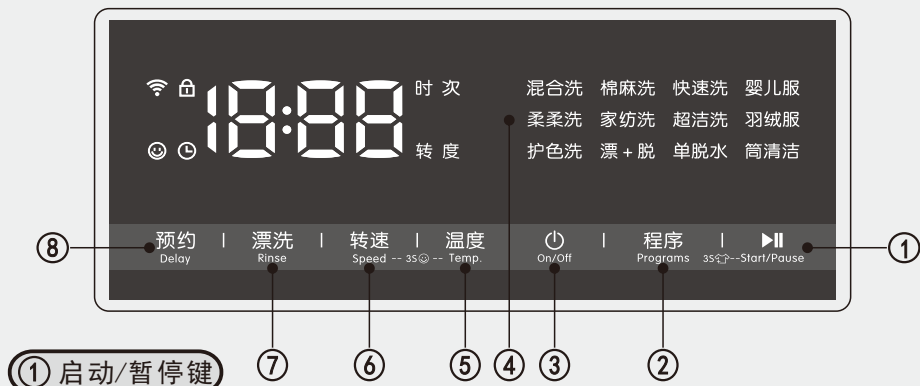 18:88 时 次
转 度
混合洗 棉麻洗 快速洗 婴儿服
柔柔洗 家纺洗 超洁洗 羽绒服
护色洗 漂+脱 单脱水 筒清洁
预约 | 漂洗 | 转速 | 温度 程序 |
Delay Rinse Speed -- 3S -- Temp. On/Off Programs 3S--Start/Pause
⑧ ①
⑦ ⑥ ⑤ ④ ③ ②
① 启动/暂停键